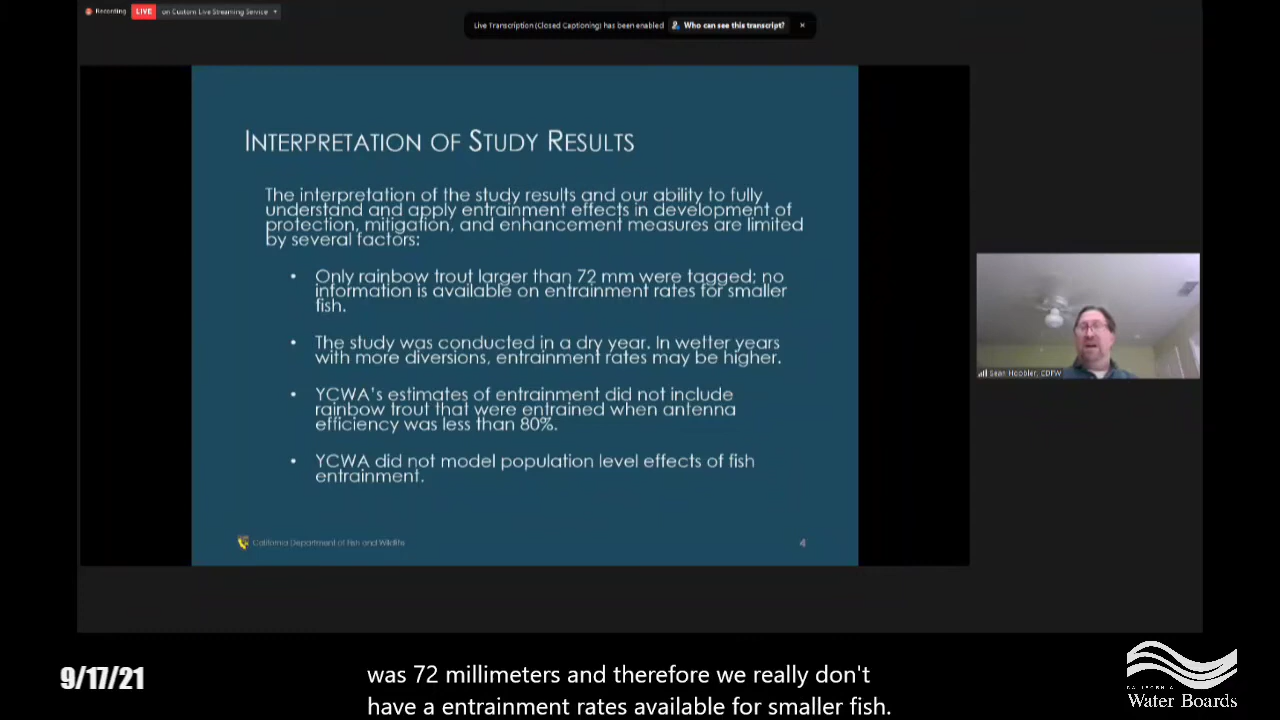 Recording
LIVE
on Custom Live Streaming Service
Live Transcription (Closed Captioning) has been enabled
Who can see this transcript?
INTERPRETATION OF STUDY RESULTS
The interpretation of the study results and our ability to fully
understand and apply entrainment effects in development of
protection, mitigation, and enhancement measures are limited
by several factors:
• Only rainbow trout larger than 72 mm were tagged; no
information is available on entrainment rates for smaller
fish.
• The study was conducted in a dry year. In wetter years
with more diversions, entrainment rates may be higher.
• YCWA's estimates of entrainment did not include
rainbow trout that were entrained when antenna
efficiency was less than 80%.
• YCWA did not model population level effects of fish
entrainment.
California Department of Fish and Wildlife
4
Sean Hoobler, CDFW
9/17/21
was 72 millimeters and therefore we really don't
have a entrainment rates available for smaller fish.
CALIFORNIA
Water Boards